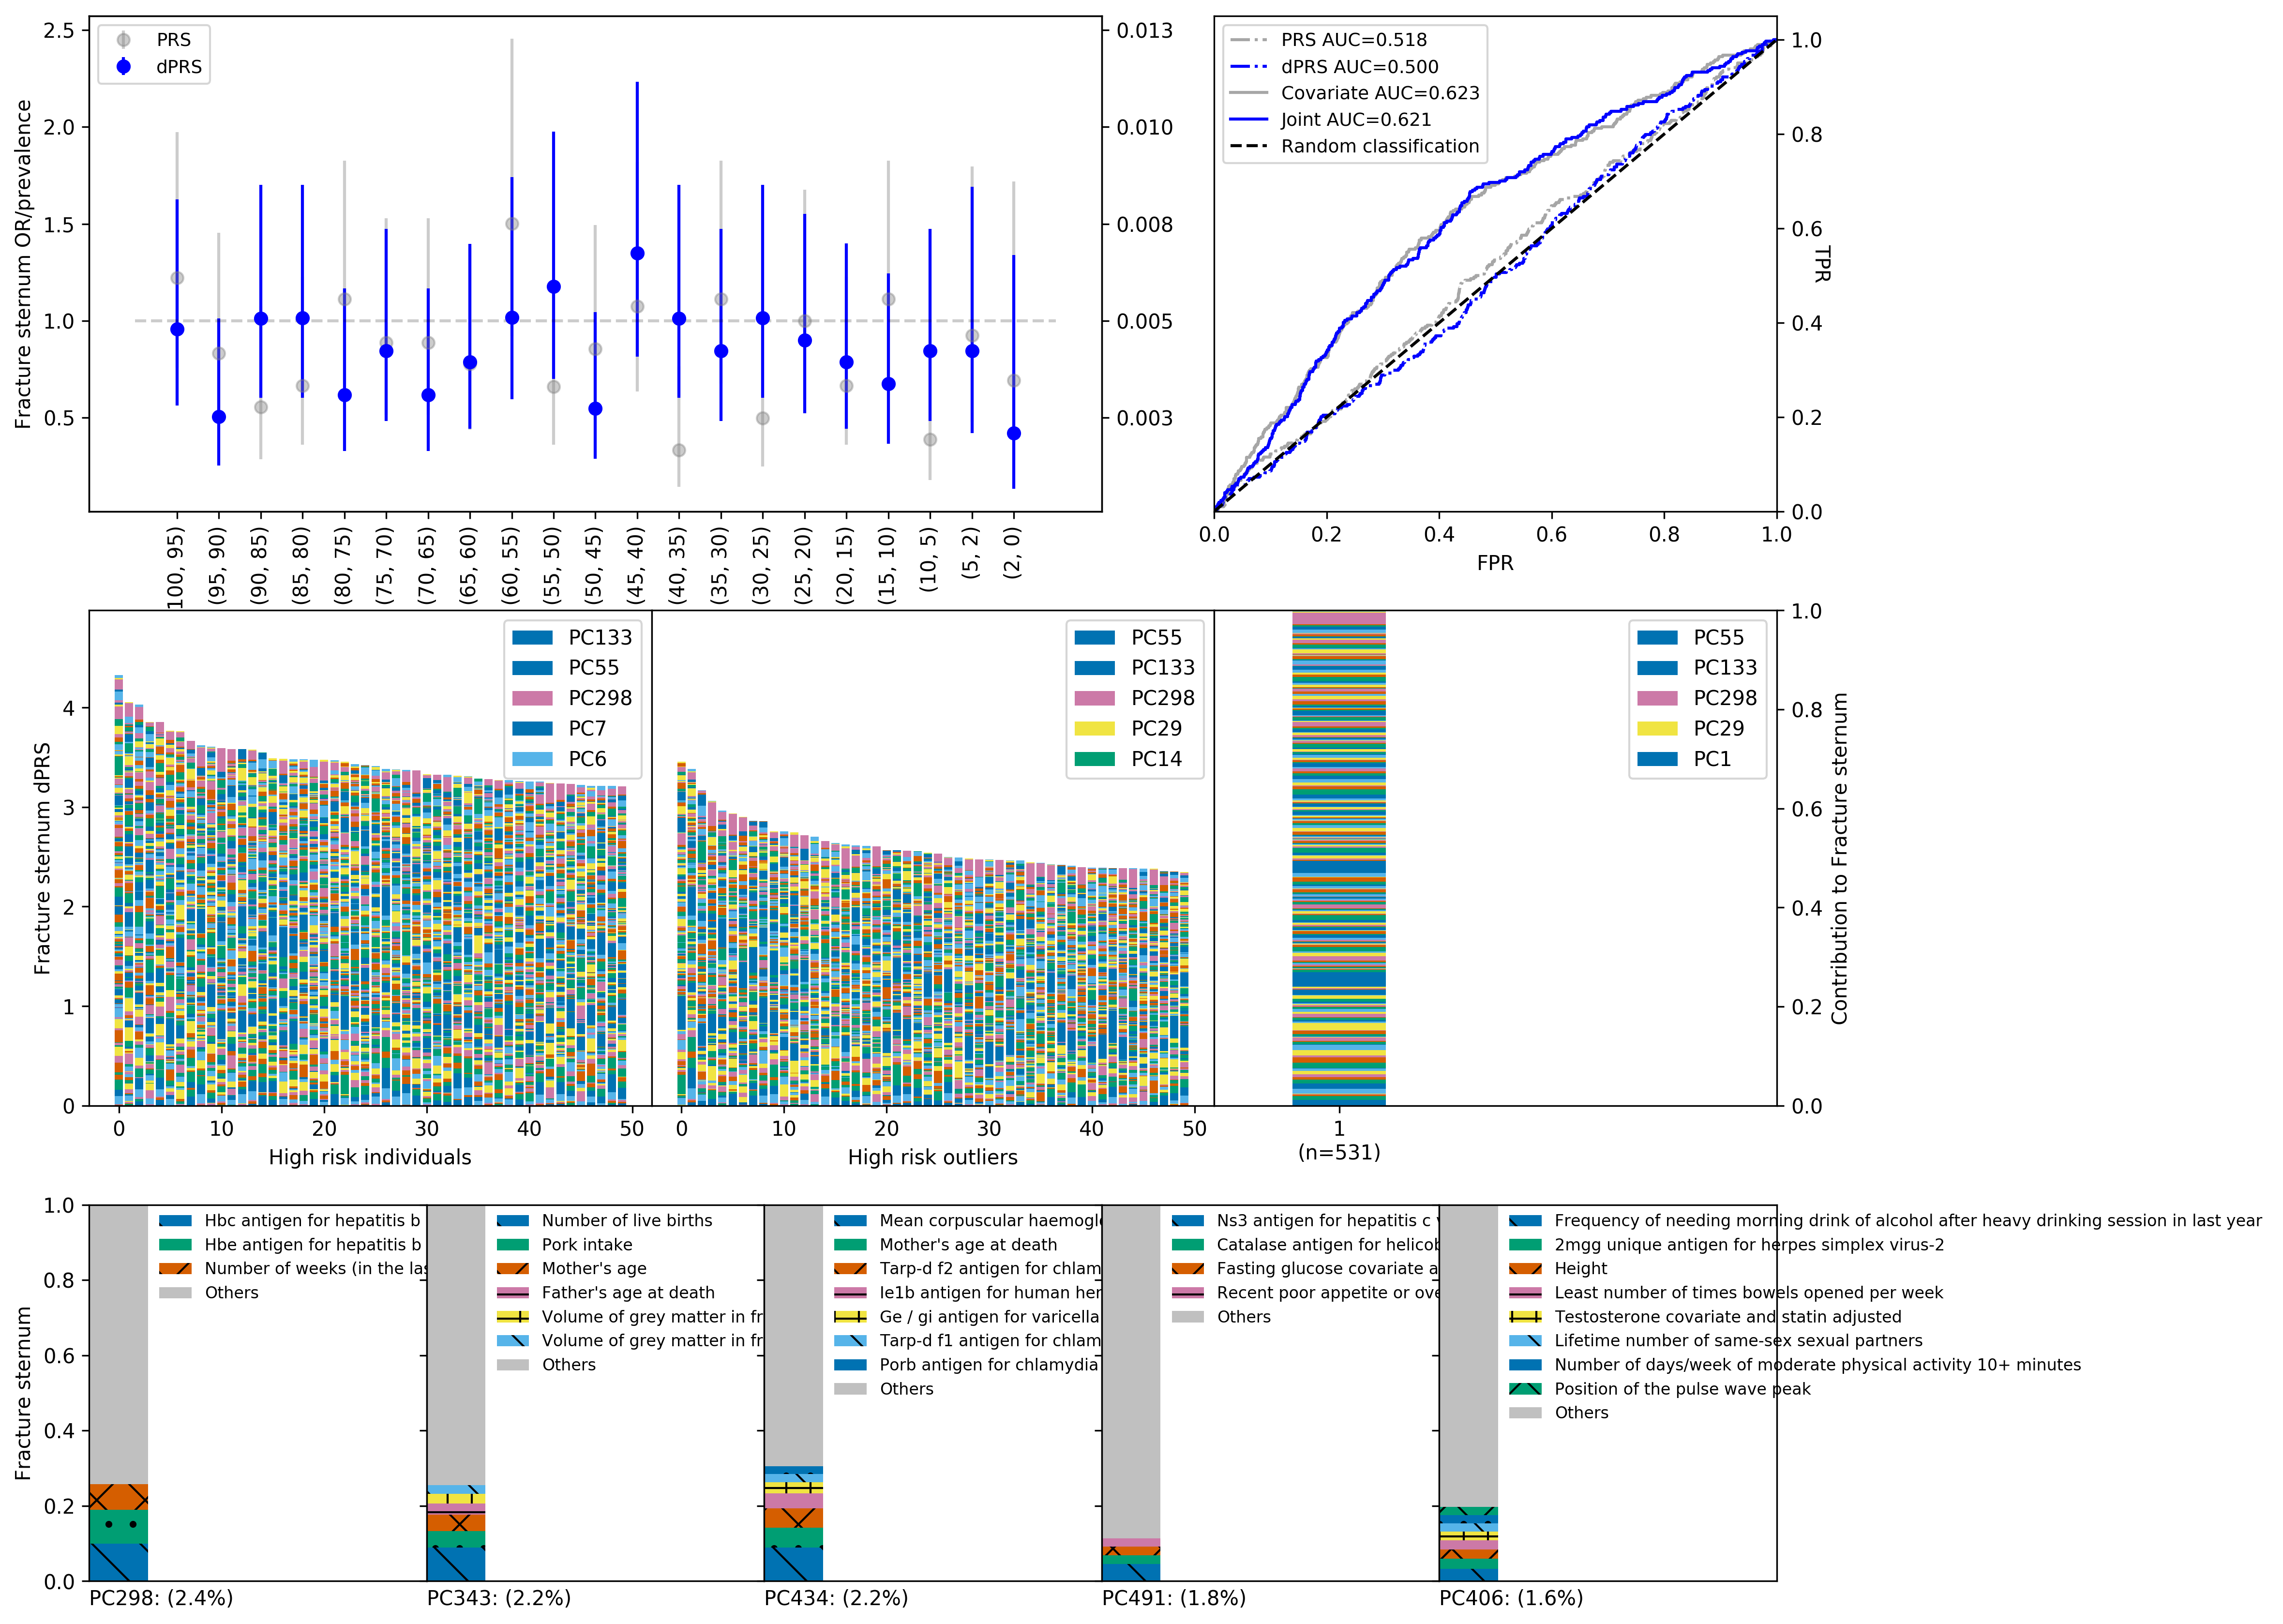 Fracture sternum OR/prevalence
2.5
2.0
1.5
1.0
0.5
PRS
dPRS
0.013
0.010
0.008
0.005
0.003
100, 95)
(95, 90)
(90, 85)
(85, 80)
(80, 75)
(75, 70)
(70, 65)
(65, 60)
(60, 55)
(55, 50)
(50, 45)
(45, 40)
(40, 35)
(35, 30)
(30, 25)
(25, 20)
(20, 15)
(15, 10)
(10, 5)
(5, 2)
(2, 0)
PRS AUC=0.518
dPRS AUC=0.500
Covariate AUC=0.623
Joint AUC=0.621
Random classification
1.0
0.8
0.6
0.4
0.2
0.0
TPR
0.0 0.2 0.4 0.6 0.8 1.0
FPR
Fracture sternum dPRS
4
3
2
1
0
PC133
PC55
PC298
PC7
PC6
0 10 20 30 40 50
High risk individuals
PC55
PC133
PC298
PC29
PC14
0 10 20 30 40 50
High risk outliers
PC55
PC133
PC298
PC29
PC1
1
(n=531)
1.0
0.8
0.6
0.4
0.2
0.0
Contribution to Fracture sternum
Fracture sternum
1.0
0.8
0.6
0.4
0.2
0.0
Hbc antigen for hepatitis b
Hbe antigen for hepatitis b
Number of weeks (in the las
Others
PC298: (2.4%)
Number of live births
Pork intake
Mother's age
Father's age at death
Volume of grey matter in fr
Volume of grey matter in fr
Others
PC343: (2.2%)
Mean corpuscular haemogl
Mother's age at death
Tarp-d f2 antigen for chlam
Ie1b antigen for human her
Ge / gi antigen for varicella
Tarp-d f1 antigen for chlam
Porb antigen for chlamydia
Others
PC434: (2.2%)
Ns3 antigen for hepatitis c v
Catalase antigen for helicob
Fasting glucose covariate a
Recent poor appetite or ove
Others
PC491: (1.8%)
Frequency of needing morning drink of alcohol after heavy drinking session in last year
2mgg unique antigen for herpes simplex virus-2
Height
Least number of times bowels opened per week
Testosterone covariate and statin adjusted
Lifetime number of same-sex sexual partners
Number of days/week of moderate physical activity 10+ minutes
Position of the pulse wave peak
Others
PC406: (1.6%)